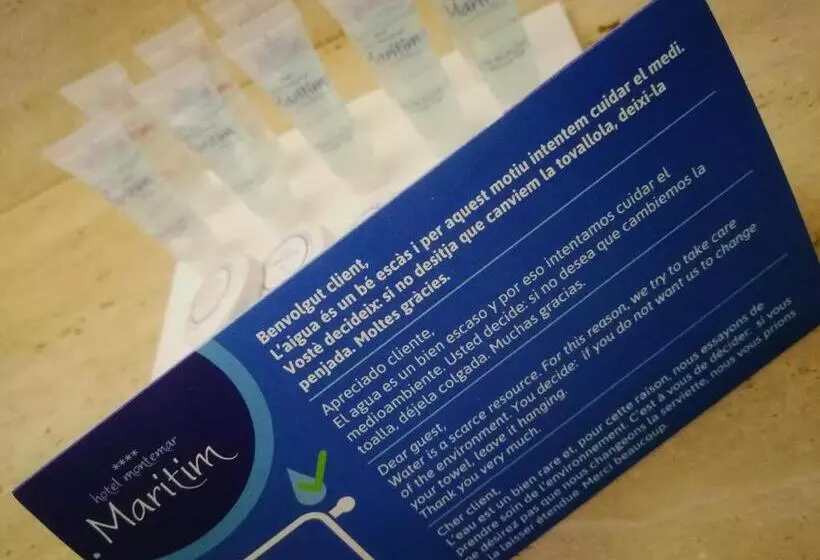 Maritim
Maritim
Maritim
Maritim
Benvolgut client,
L'aigua és un bé escàs i per aquest motiu intentem cuidar el medi.
Vostè decideix: si no desitja que canviem la tovallola, deixi-la
penjada. Moltes gràcies.
Apreciado cliente,
El agua es un bien escaso y por eso intentamos cuidar el
medioambiente. Usted decide: si no desea que cambiemos la
toalla, déjela colgada. Muchas gracias.
Dear guest,
Water is a scarce resource. For this reason, we try to take care
of the environment. You decide: if you do not want us to change
your towel, leave it hanging.
Thank you very much.
Cher client,
L'eau est un bien rare et, pour cette raison, nous essayons de
prendre soin de l'environnement. C'est à vous de décider: si vous
ne désirez pas que nous changeons la serviette, nous vous prions
de la laisser étendue. Merci beaucoup.
****
hotel montemar
Maritim